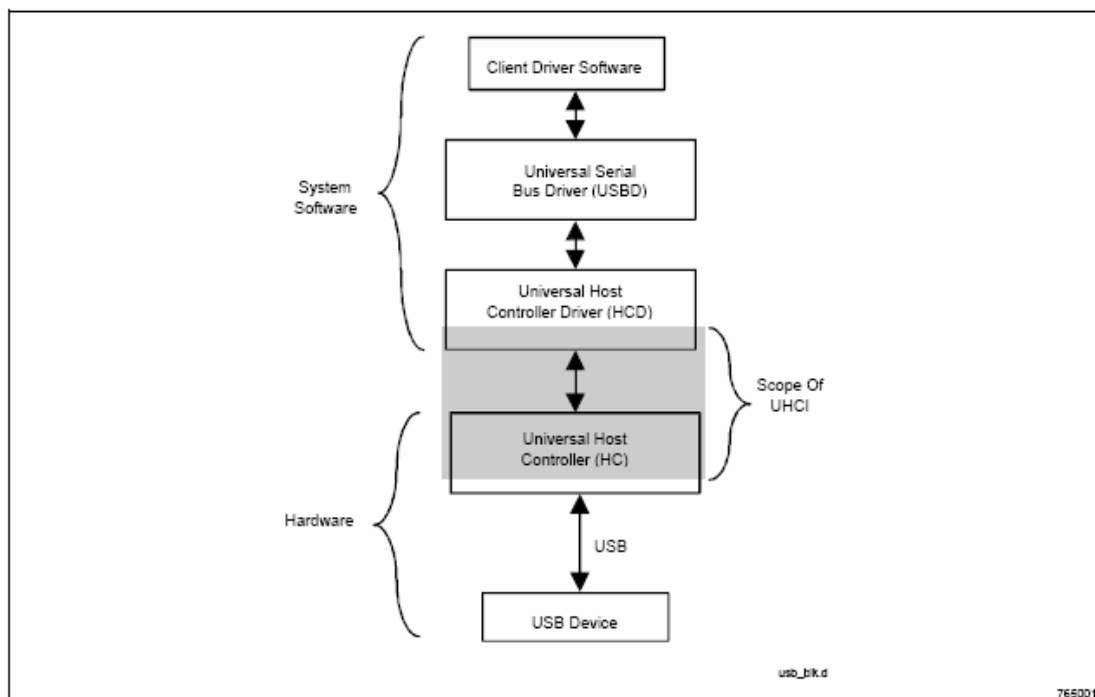 Client Driver Software
Universal Serial
Bus Driver (USBD)
System
Software
Universal Host
Controller Driver (HCD)
Scope Of
UHCI
Universal Host
Controller (HC)
Hardware
USB
USB Device
usb_blk.d
765001